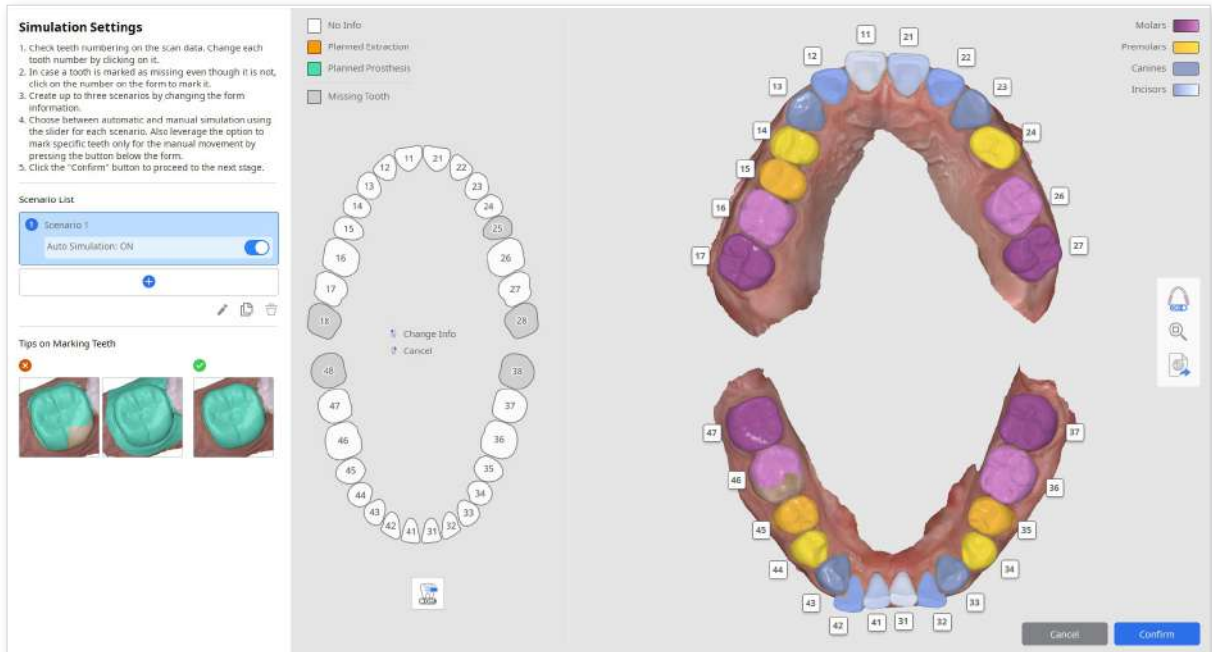 Simulation Settings
1. Check teeth numbering on the scan data. Change each
tooth number by clicking on it.
2. In case a tooth is marked as missing even though it is not,
click on the number on the form to mark it.
3. Create up to three scenarios by changing the form
information.
4. Choose between automatic and manual simulation using
the slider for each scenario. Also leverage the option to
mark specific teeth only for the manual movement by
pressing the button below the form.
5. Click the "Confirm" button to proceed to the next stage.
Scenario List
1 Scenario 1
Auto Simulation: ON
Tips on Marking Teeth
No Info
Planned Extraction
Planned Prosthesis
Missing Tooth
11 21
12 22
13 23
14 24
15 25
16 26
17 27
18 28
Change Info
Cancel
48 38
47 37
46 36
45 35
44 34
43 33
42 41 31 32
Molars
Premolars
Canines
Incisors
11 21
12 22
13 23
14 24
15
16 26
17 27
47 37
46 36
45 35
44 34
43 33
42 41 31 32
Cancel Confirm